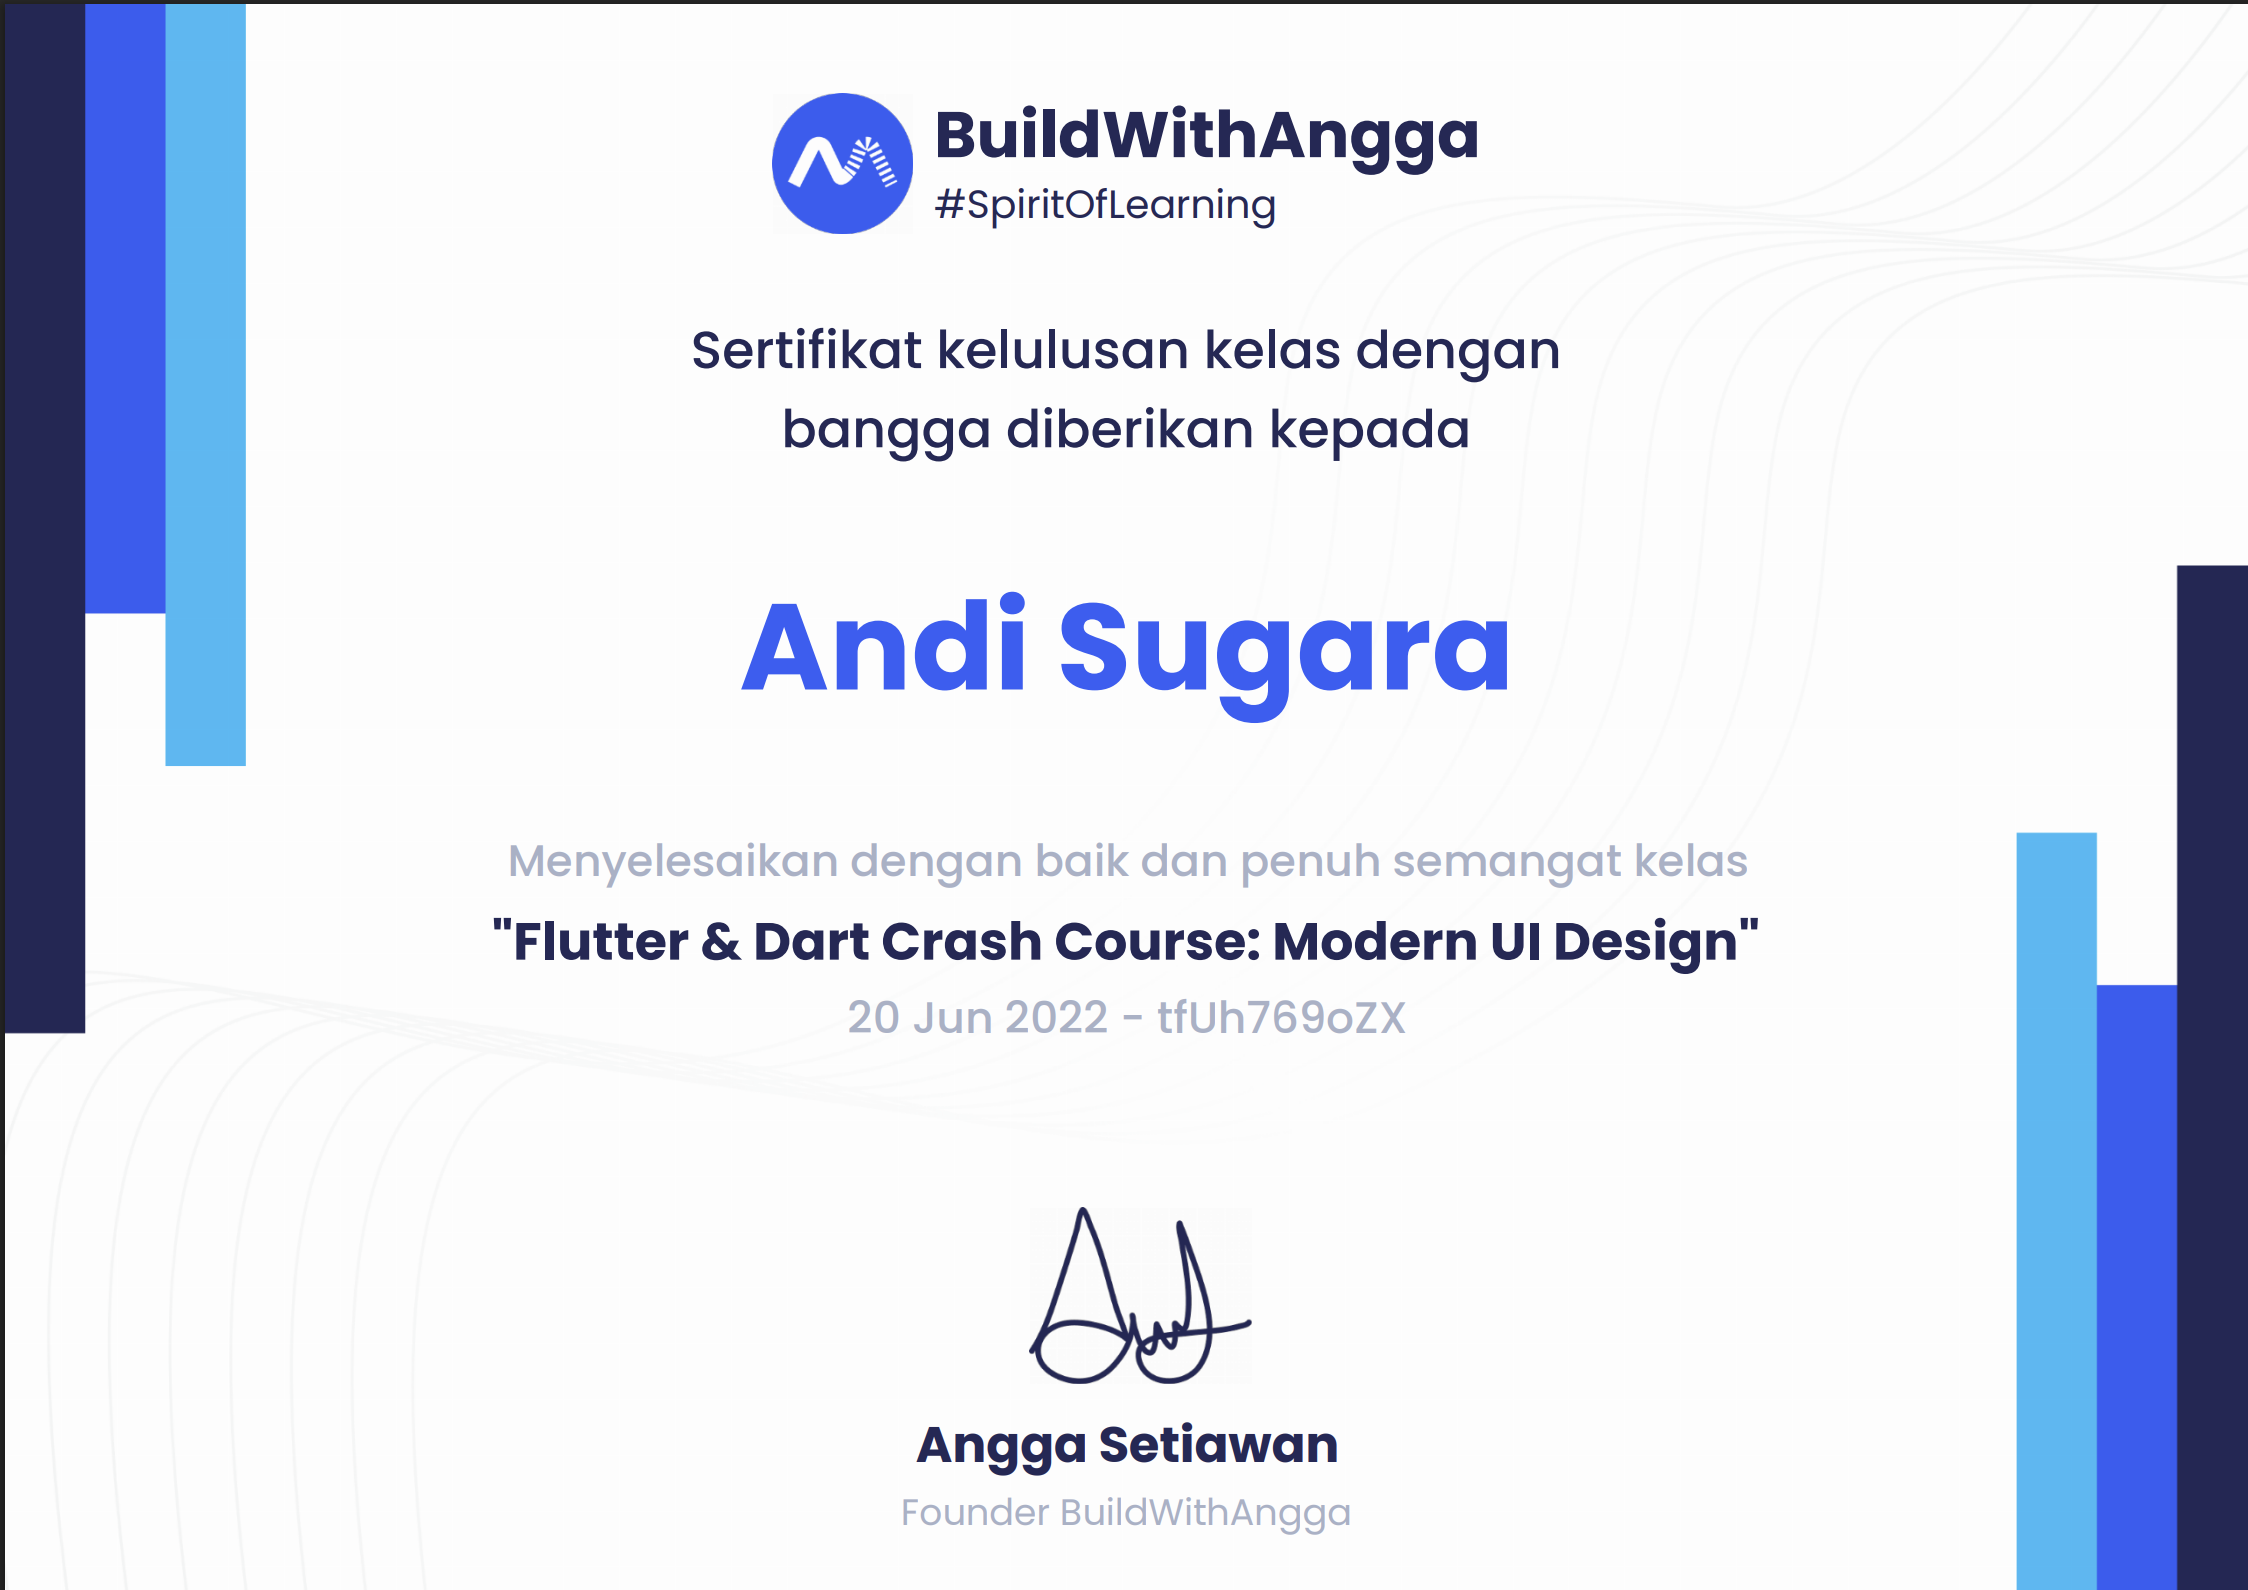 BuildWithAngga
#SpiritOfLearning
Sertifikat kelulusan kelas dengan
bangga diberikan kepada
Andi Sugara
Menyelesaikan dengan baik dan penuh semangat kelas
"Flutter & Dart Crash Course: Modern UI Design"
20 Jun 2022 - tfUh769oZX
Angga Setiawan
Founder BuildWithAngga